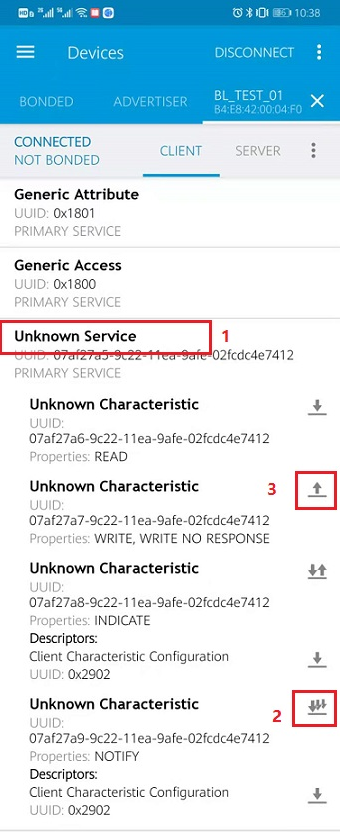 HD 2G 5G 10:38
Devices DISCONNECT
BONDED ADVERTISER BL_TEST_01
B4:E8:42:00:04:F0
CONNECTED
NOT BONDED CLIENT SERVER
Generic Attribute
UUID: 0x1801
PRIMARY SERVICE
Generic Access
UUID: 0x1800
PRIMARY SERVICE
Unknown Service 1
UUID: 07af27a5-9c22-11ea-9afe-02fcdc4e7412
PRIMARY SERVICE
Unknown Characteristic
UUID:
07af27a6-9c22-11ea-9afe-02fcdc4e7412
Properties: READ
Unknown Characteristic 3
UUID:
07af27a7-9c22-11ea-9afe-02fcdc4e7412
Properties: WRITE, WRITE NO RESPONSE
Unknown Characteristic
UUID:
07af27a8-9c22-11ea-9afe-02fcdc4e7412
Properties: INDICATE
Descriptors:
Client Characteristic Configuration
UUID: 0x2902
Unknown Characteristic 2
UUID:
07af27a9-9c22-11ea-9afe-02fcdc4e7412
Properties: NOTIFY
Descriptors:
Client Characteristic Configuration
UUID: 0x2902